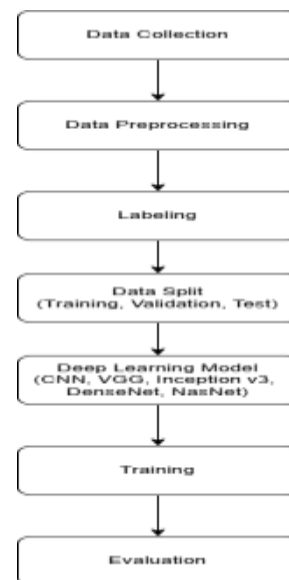 Data Collection
Data Preprocessing
Labeling
Data Split
(Training, Validation, Test)
Deep Learning Model
(CNN, VGG, Inception v3,
DenseNet, NasNet)
Training
Evaluation